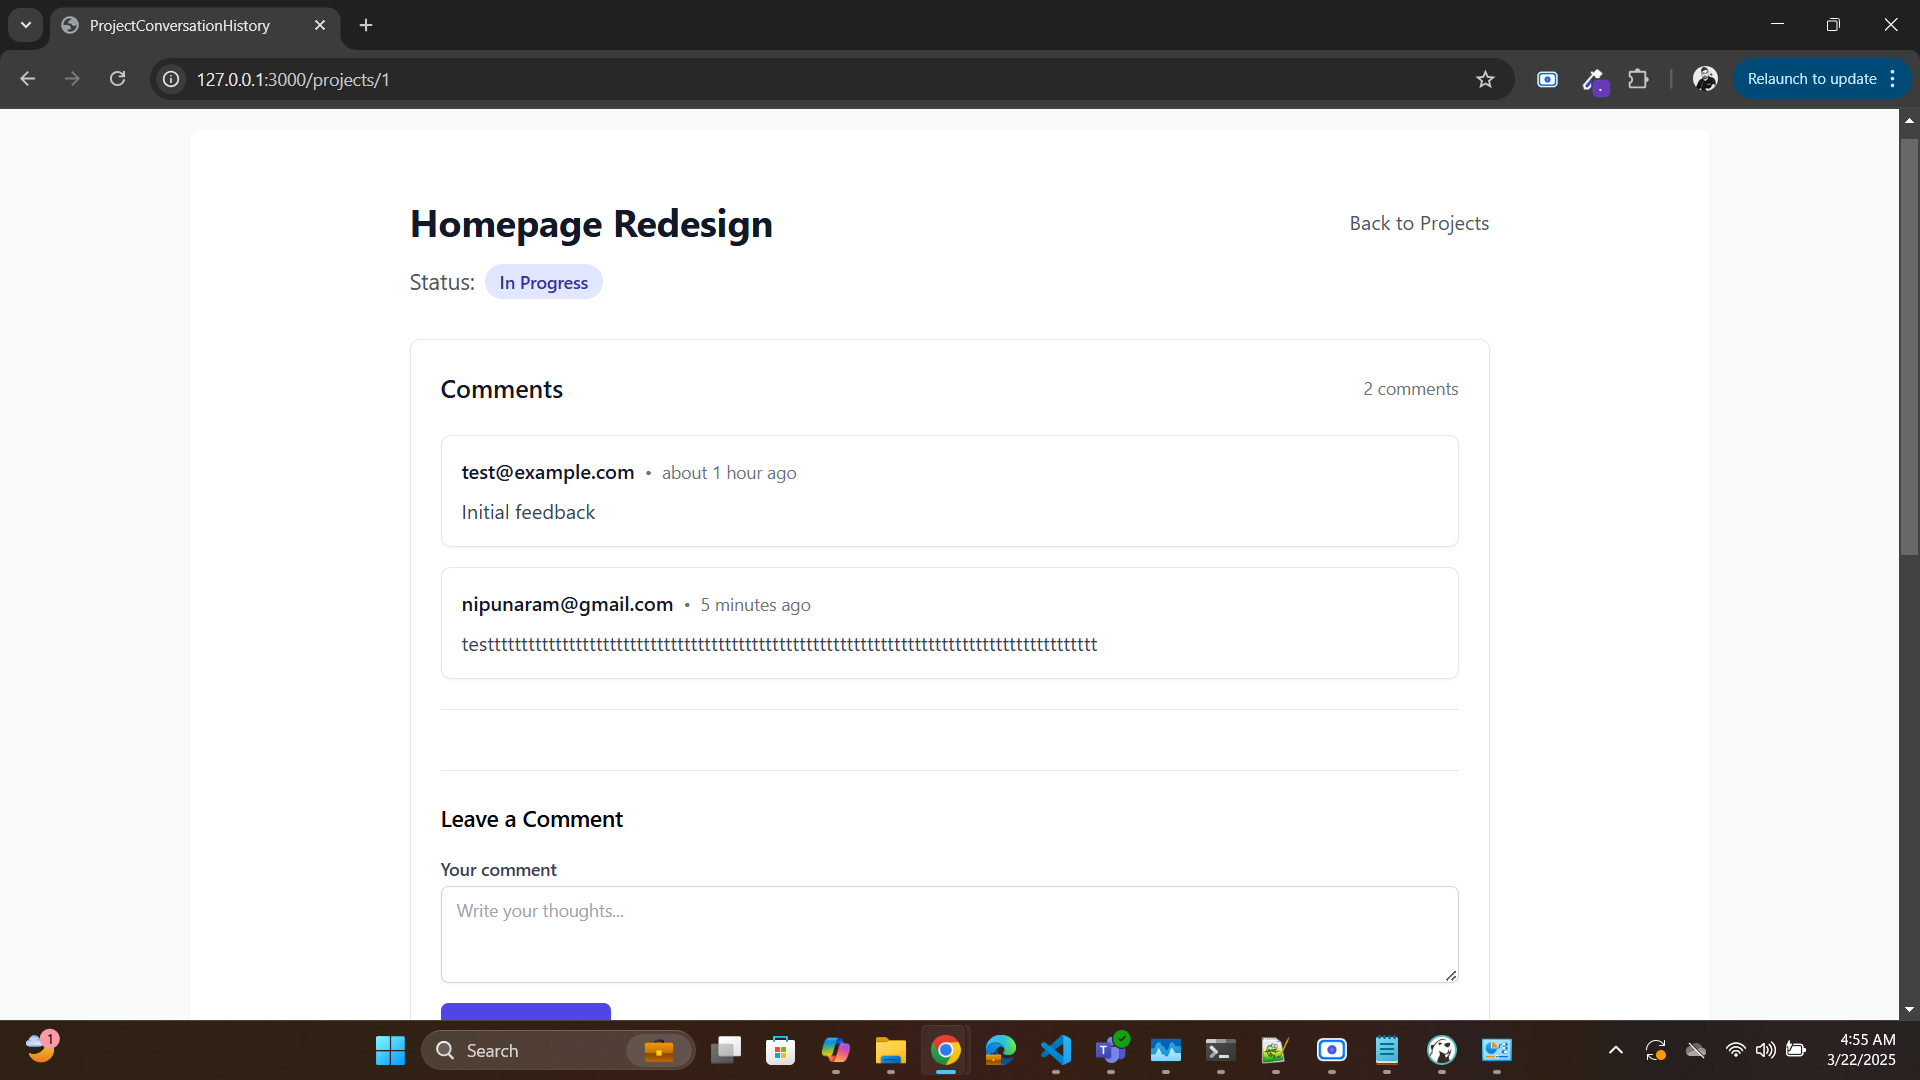 ProjectConversationHistory
127.0.0.1:3000/projects/1
Relaunch to update
Homepage Redesign
Back to Projects
Status: In Progress
Comments
2 comments
test@example.com • about 1 hour ago
Initial feedback
nipunaram@gmail.com • 5 minutes ago
testttttttttttttttttttttttttttttttttttttttttttttttttttttttttttttttttttttttttttttttttttttttttt
Leave a Comment
Your comment
Write your thoughts...
1
Search
4:55 AM
3/22/2025